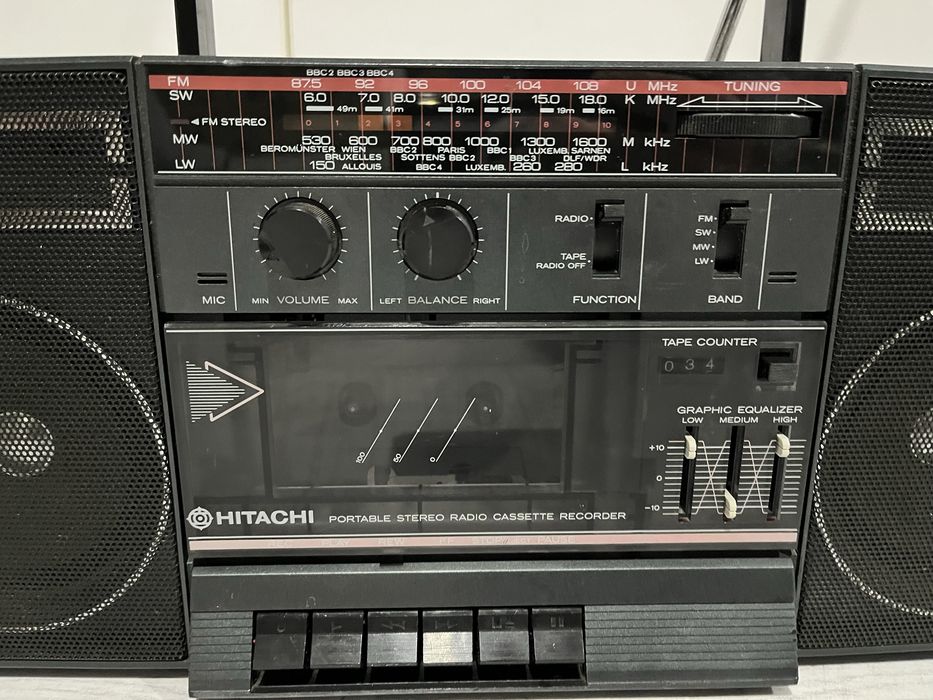 BBC2 BBC3 BBC4
FM 87.5 92 96 100 104 108 U MHz TUNING
SW 6.0 7.0 8.0 10.0 12.0 15.0 18.0 K MHz
49m 41m 31m 25m 19m 16m
FM STEREO 0 1 2 3 4 5 6 7 8 9 10
MW 530 600 700 800 1000 1300 1600 M kHz
BEROMÜNSTER WIEN BBC2 PARIS BBC1 LUXEMB. SARNEN
BRUXELLES SOTTENS BBC2 BBC3 DLF/WDR
LW 150 ALLOUIS BBC4 LUXEMB. 260 280 L kHz
RADIO
TAPE
RADIO OFF
FM
SW
MW
LW
MIC MIN VOLUME MAX LEFT BALANCE RIGHT FUNCTION BAND
TAPE COUNTER
034
GRAPHIC EQUALIZER
LOW MEDIUM HIGH
+10
0
-10
100 50 0
HITACHI PORTABLE STEREO RADIO CASSETTE RECORDER
REC PLAY REW F.F STOP/EJECT PAUSE